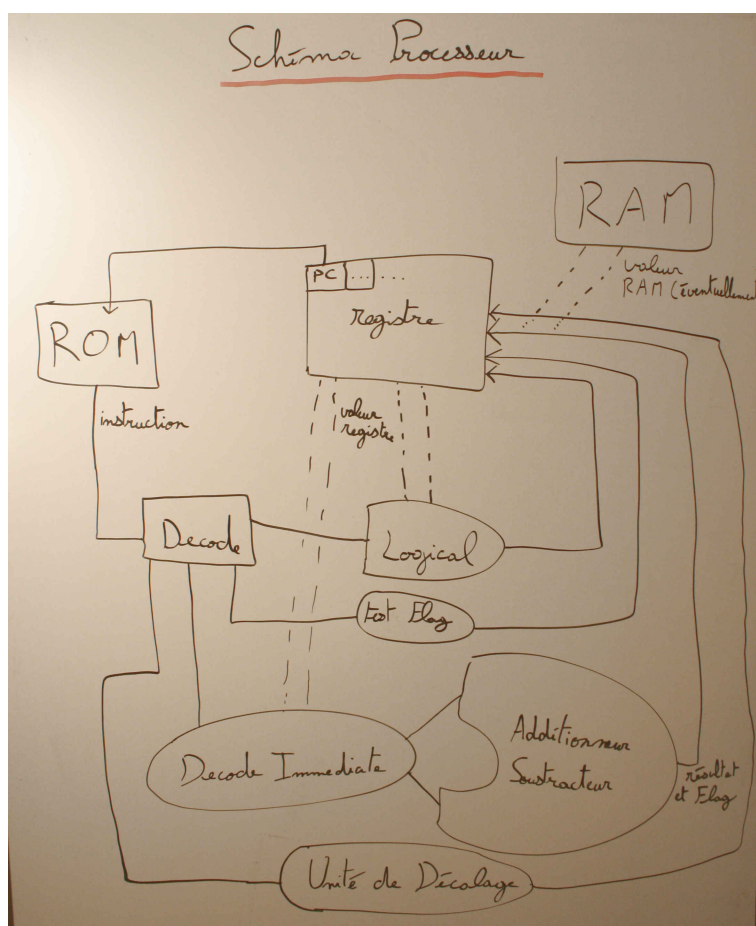 Schéma Processeur
RAM
valeur
RAM (éventuellement
PC ... ...
registre
ROM
instruction
valeur
registre
Decode
Logical
Test Flag
Additionneur
Soustracteur
Decode Immediate
résultat
et Flag
Unité de Décalage